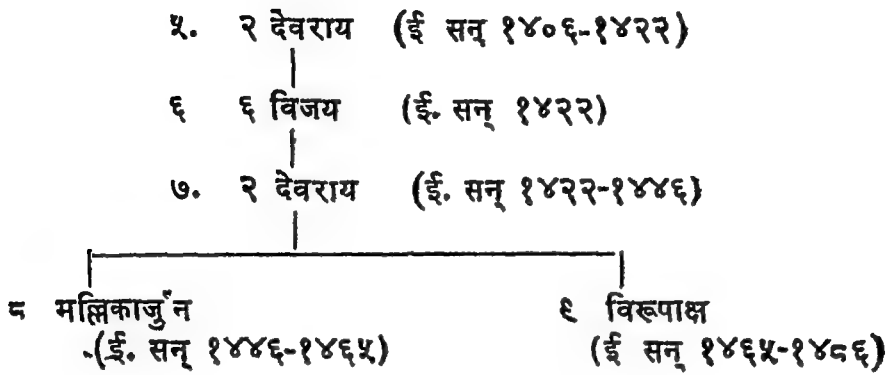 ५. २ देवराय (ई सन् १४०६-१४२२)
६ ६ विजय (ई. सन् १४२२)
७. २ देवराय (ई. सन् १४२२-१४४६)
८ मल्लिकार्जुन ९ विरूपाक्ष
(ई. सन् १४४६-१४६५) (ई सन् १४६५-१४८६)